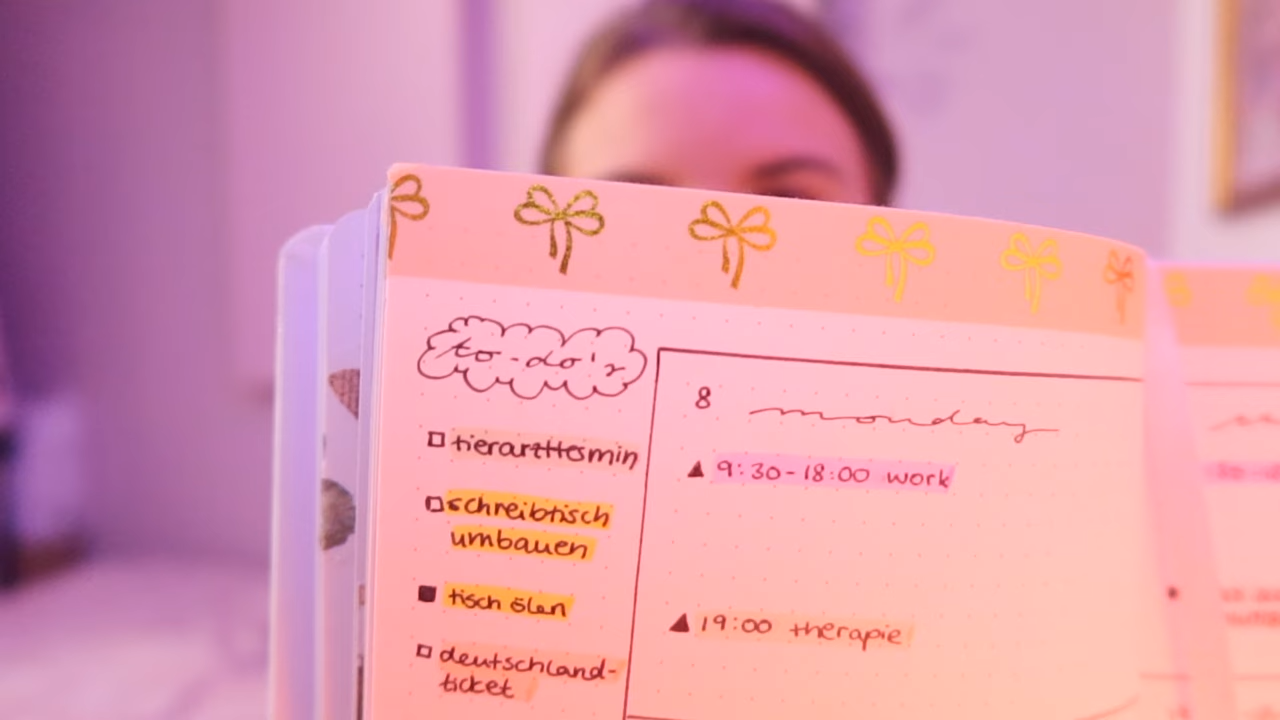 to-do's
tierarzttermin
schreibtisch
umbauen
tisch ölen
deutschland-
ticket
8 monday
9:30-18:00 work
19:00 therapie